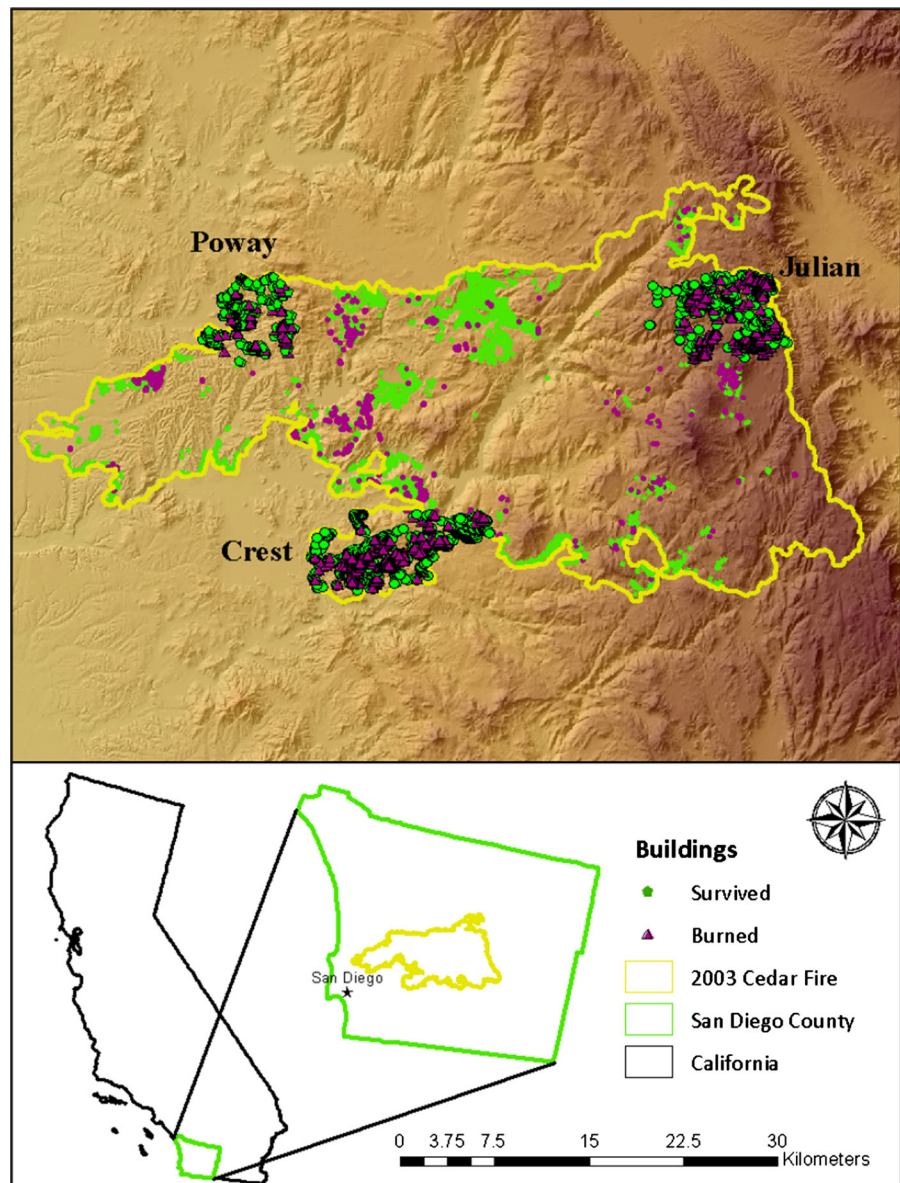 Poway
Julian
Crest
Buildings
Survived
Burned
2003 Cedar Fire
San Diego County
California
San Diego
0 3.75 7.5 15 22.5 30
Kilometers